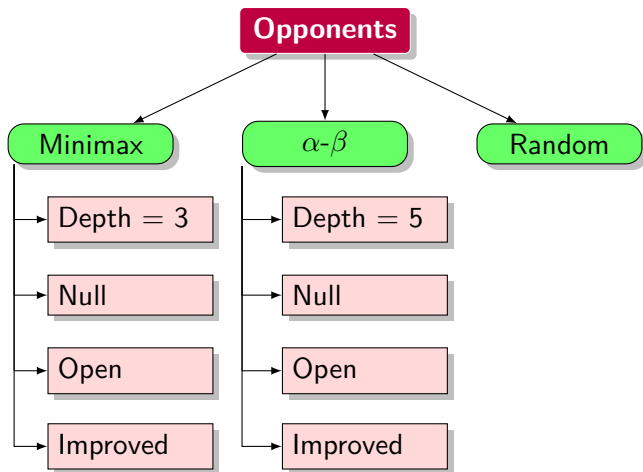 Opponents
Minimax
α-β
Random
Depth = 3
Depth = 5
Null
Null
Open
Open
Improved
Improved